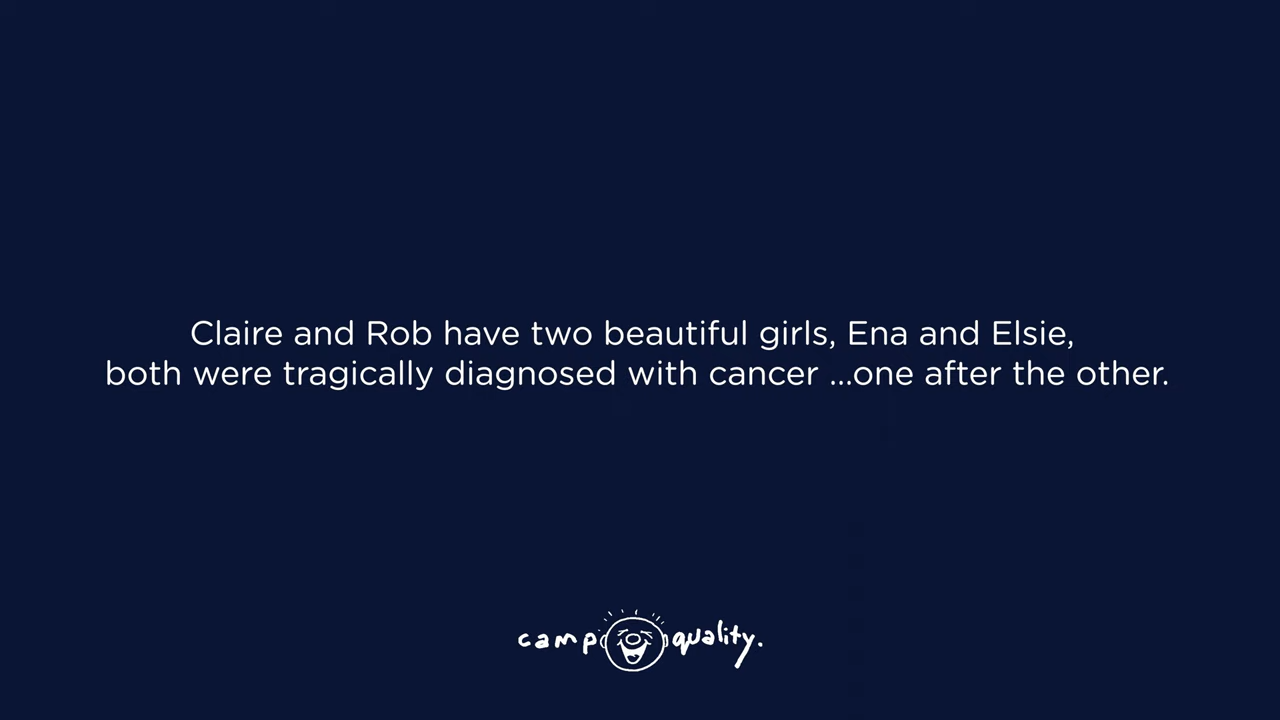 Claire and Rob have two beautiful girls, Ena and Elsie,
both were tragically diagnosed with cancer ...one after the other.
camp quality.